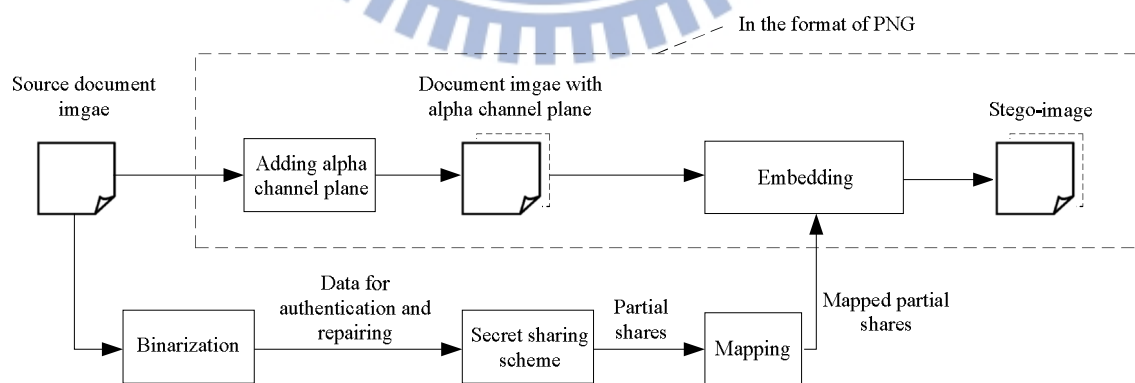 In the format of PNG
Source document
imgae
Document imgae with
alpha channel plane
Stego-image
Adding alpha
channel plane
Embedding
Data for
authentication and
repairing
Partial
shares
Mapped partial
shares
Binarization
Secret sharing
scheme
Mapping